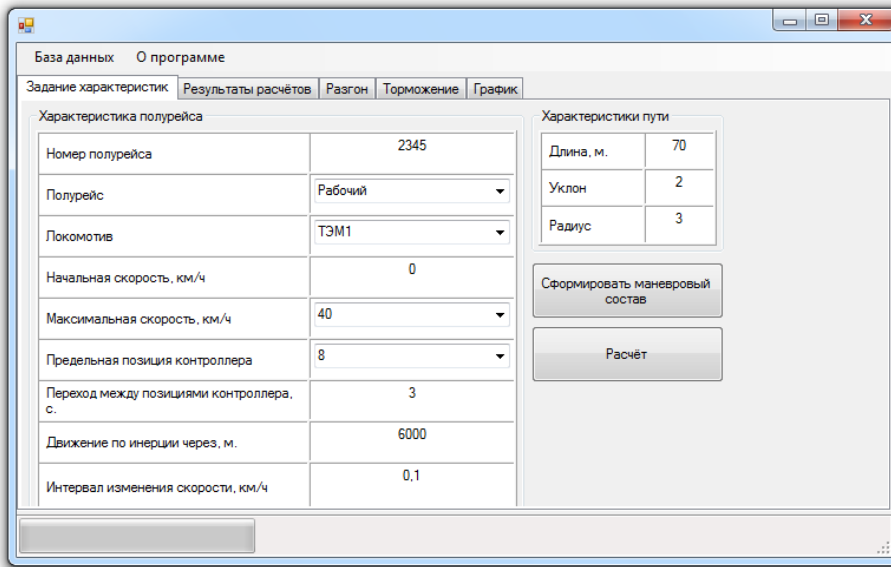 База данных О программе
Задание характеристик Результаты расчётов Разгон Торможение График
Характеристика полурейса
Номер полурейса 2345
Полурейс Рабочий
Локомотив ТЭМ1
Начальная скорость, км/ч 0
Максимальная скорость, км/ч 40
Предельная позиция контроллера 8
Переход между позициями контроллера, 3
с.
Движение по инерции через, м. 6000
Интервал изменения скорости, км/ч 0,1
Характеристики пути
Длина, м. 70
Уклон 2
Радиус 3
Сформировать маневровый
состав
Расчёт